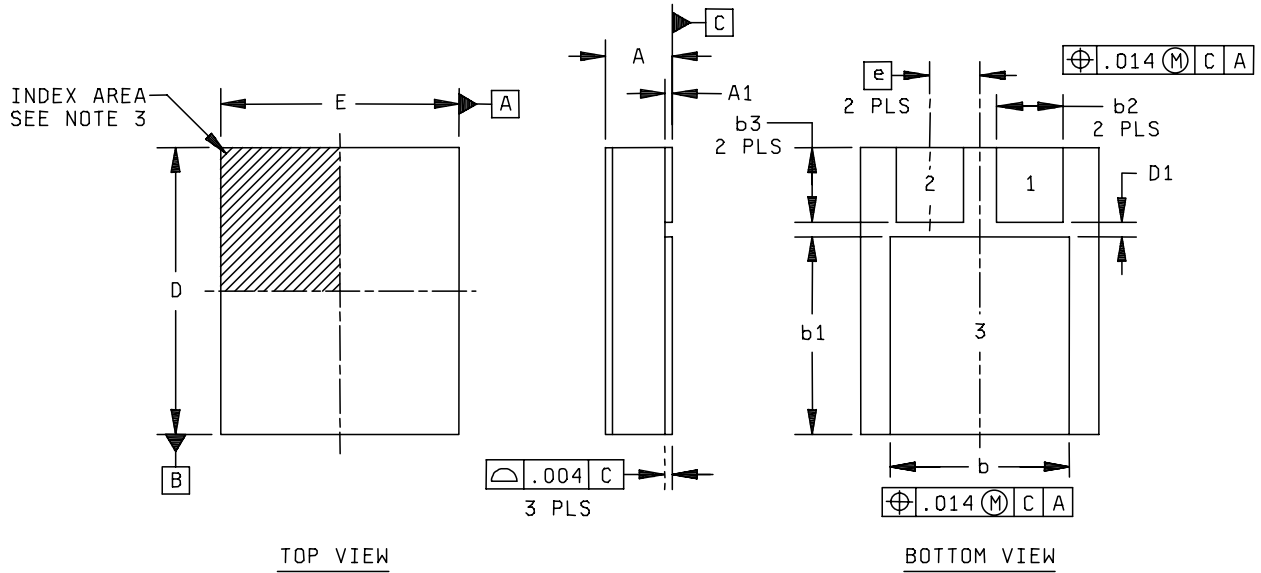 INDEX AREA
SEE NOTE 3
E
A
D
B
TOP VIEW
C
A
A1
⌓ .004 C
3 PLS
e
2 PLS
⌖ .014 Ⓜ C A
b2
2 PLS
b3
2 PLS
D1
2
1
b1
3
b
⌖ .014 Ⓜ C A
BOTTOM VIEW